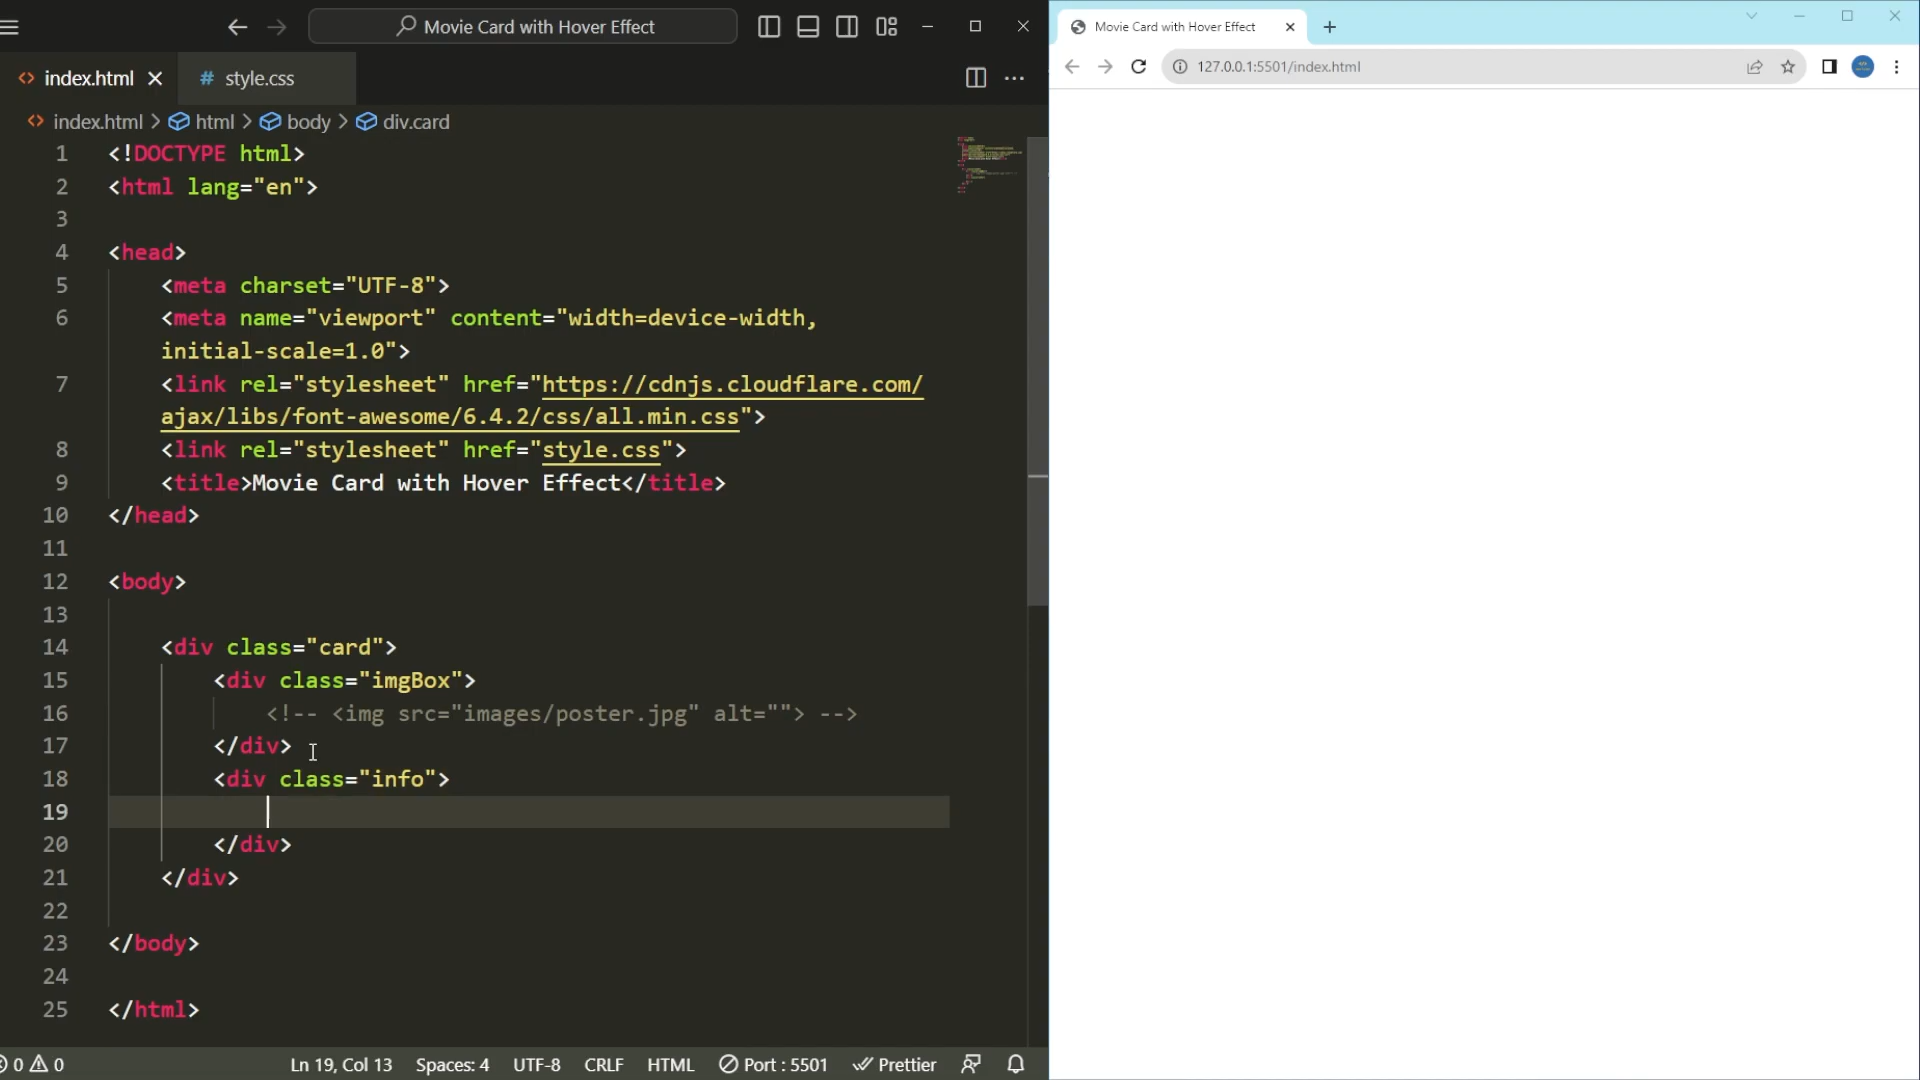 Movie Card with Hover Effect
index.html
# style.css
index.html > html > body > div.card
1 <!DOCTYPE html>
2 <html lang="en">
3
4 <head>
5 <meta charset="UTF-8">
6 <meta name="viewport" content="width=device-width,
initial-scale=1.0">
7 <link rel="stylesheet" href="https://cdnjs.cloudflare.com/
ajax/libs/font-awesome/6.4.2/css/all.min.css">
8 <link rel="stylesheet" href="style.css">
9 <title>Movie Card with Hover Effect</title>
10 </head>
11
12 <body>
13
14 <div class="card">
15 <div class="imgBox">
16 <!-- <img src="images/poster.jpg" alt=""> -->
17 </div>
18 <div class="info">
19
20 </div>
21 </div>
22
23 </body>
24
25 </html>
0 0 Ln 19, Col 13 Spaces: 4 UTF-8 CRLF HTML Port : 5501 Prettier
Movie Card with Hover Effect
127.0.0.1:5501/index.html